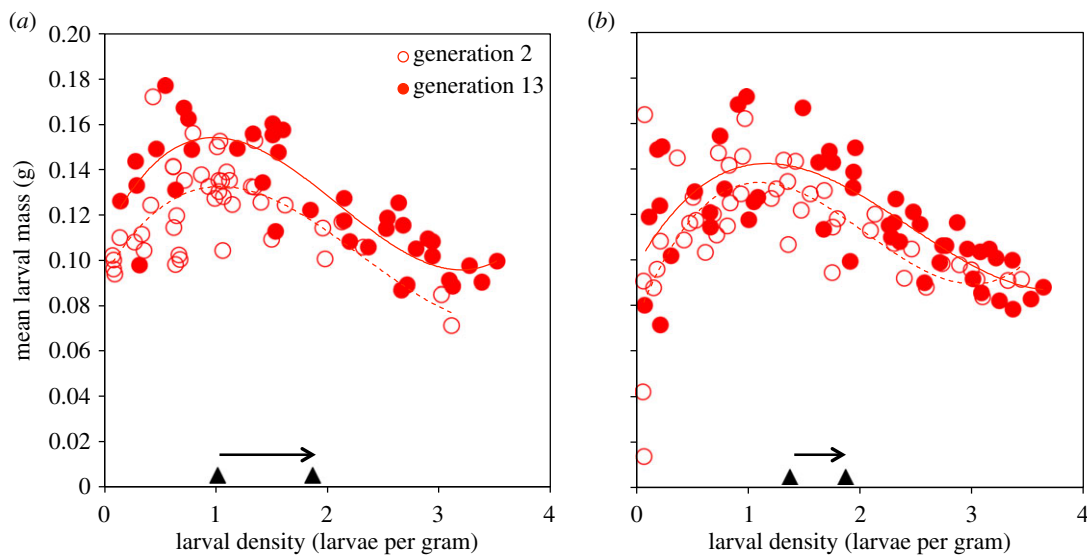 (a)
(b)
0.20
0.18
0.16
0.14
0.12
0.10
0.08
0.06
0.04
0.02
0
mean larval mass (g)
generation 2
generation 13
0 1 2 3 4
0 1 2 3 4
larval density (larvae per gram)
larval density (larvae per gram)